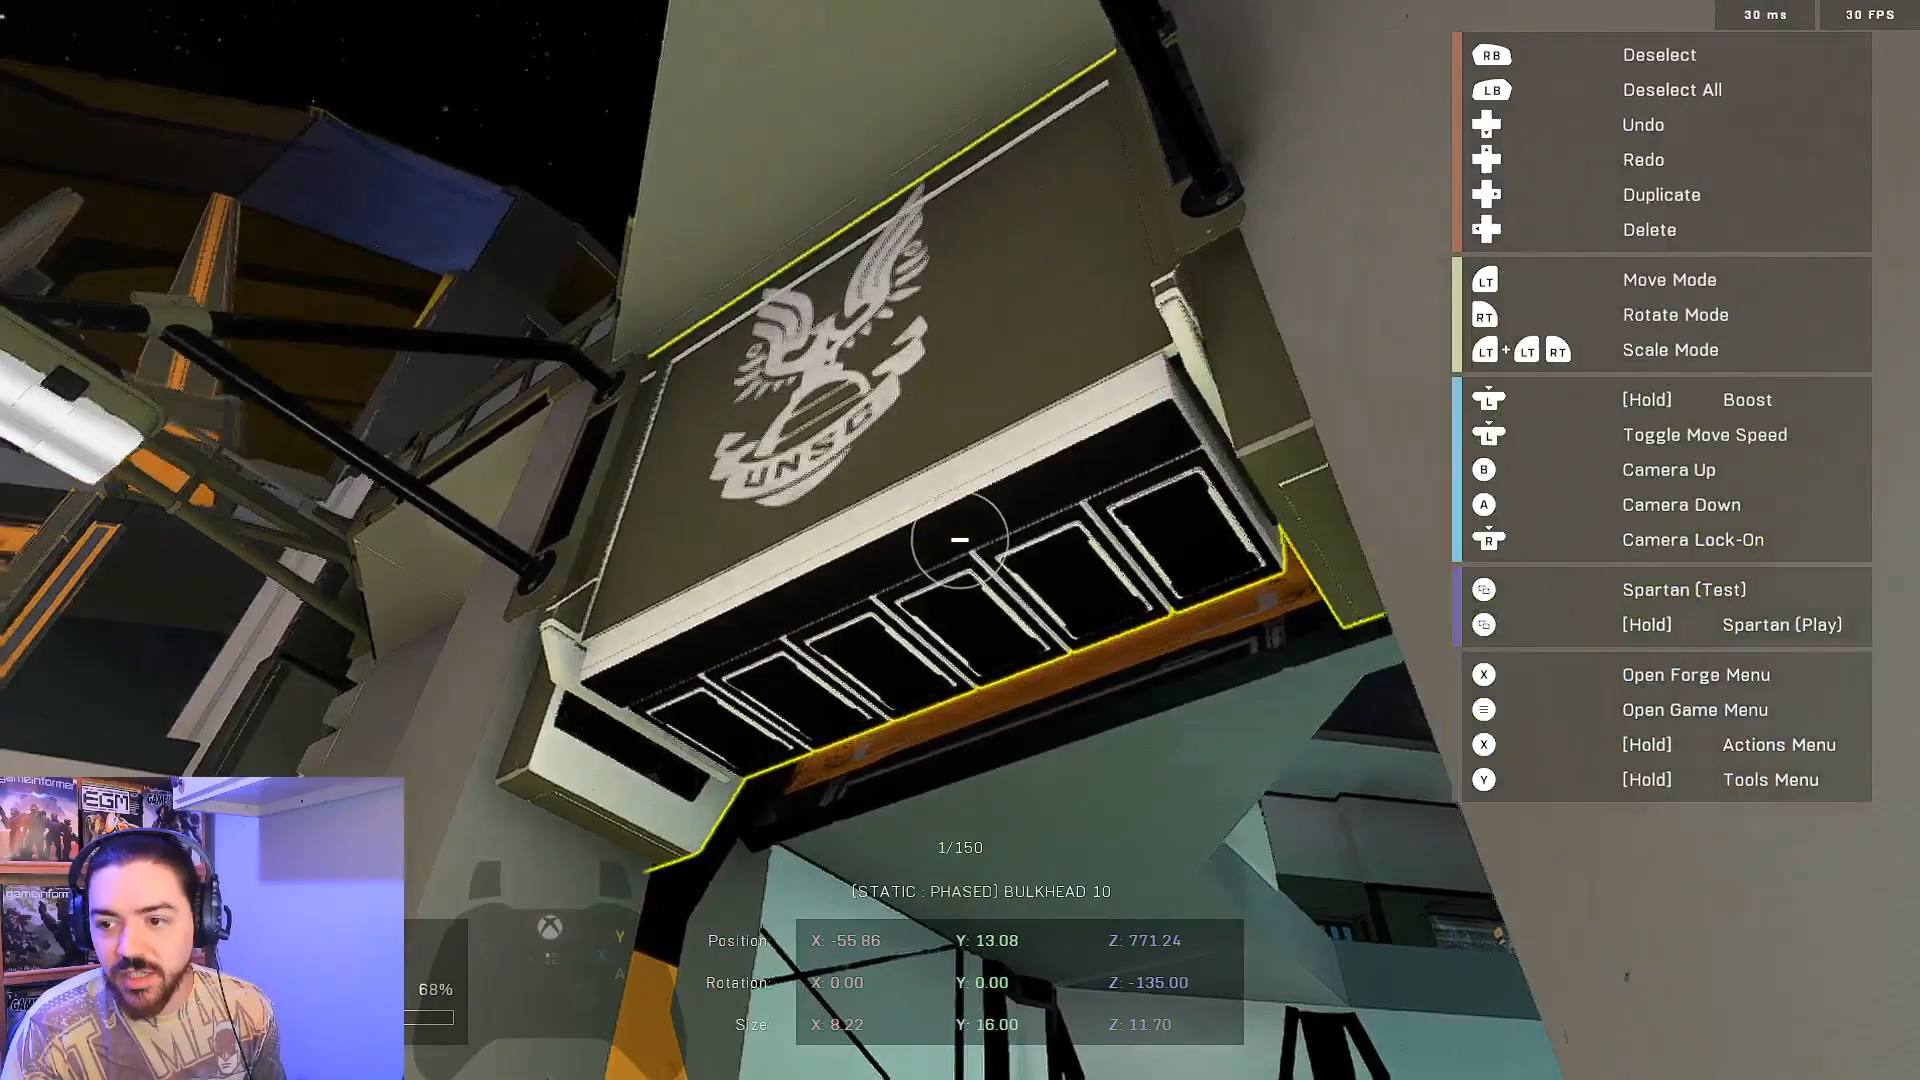 30 ms 30 FPS
RB Deselect
LB Deselect All
Undo
Redo
Duplicate
Delete
LT Move Mode
RT Rotate Mode
LT + LT RT Scale Mode
L [Hold] Boost
L Toggle Move Speed
B Camera Up
A Camera Down
R Camera Lock-On
Spartan (Test)
[Hold] Spartan (Play)
X Open Forge Menu
Open Game Menu
X [Hold] Actions Menu
Y [Hold] Tools Menu
UNSC
1/150
(STATIC : PHASED) BULKHEAD 10
Position: X: -55.86 Y: 13.08 Z: 771.24
Rotation: X: 0.00 Y: 0.00 Z: -135.00
Size: X: 8.22 Y: 16.00 Z: 11.70
68%
Y
X
A
gameinformer
EGM